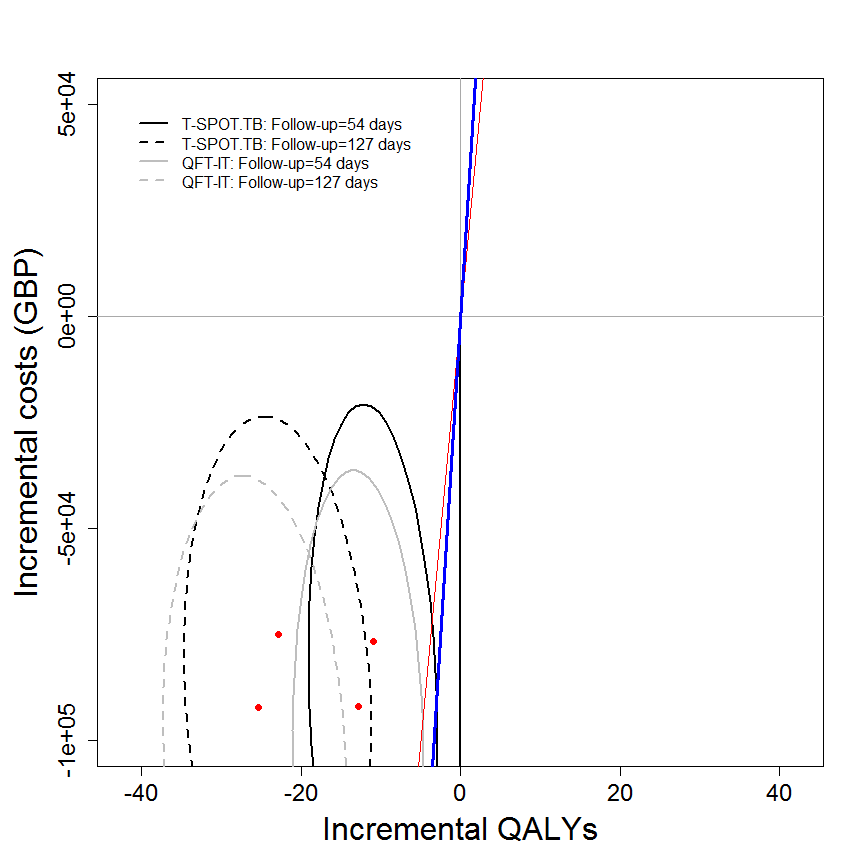 T-SPOT.TB: Follow-up=54 days
T-SPOT.TB: Follow-up=127 days
QFT-IT: Follow-up=54 days
QFT-IT: Follow-up=127 days
Incremental costs (GBP)
5e+04
0e+00
-5e+04
-1e+05
-40 -20 0 20 40
Incremental QALYs